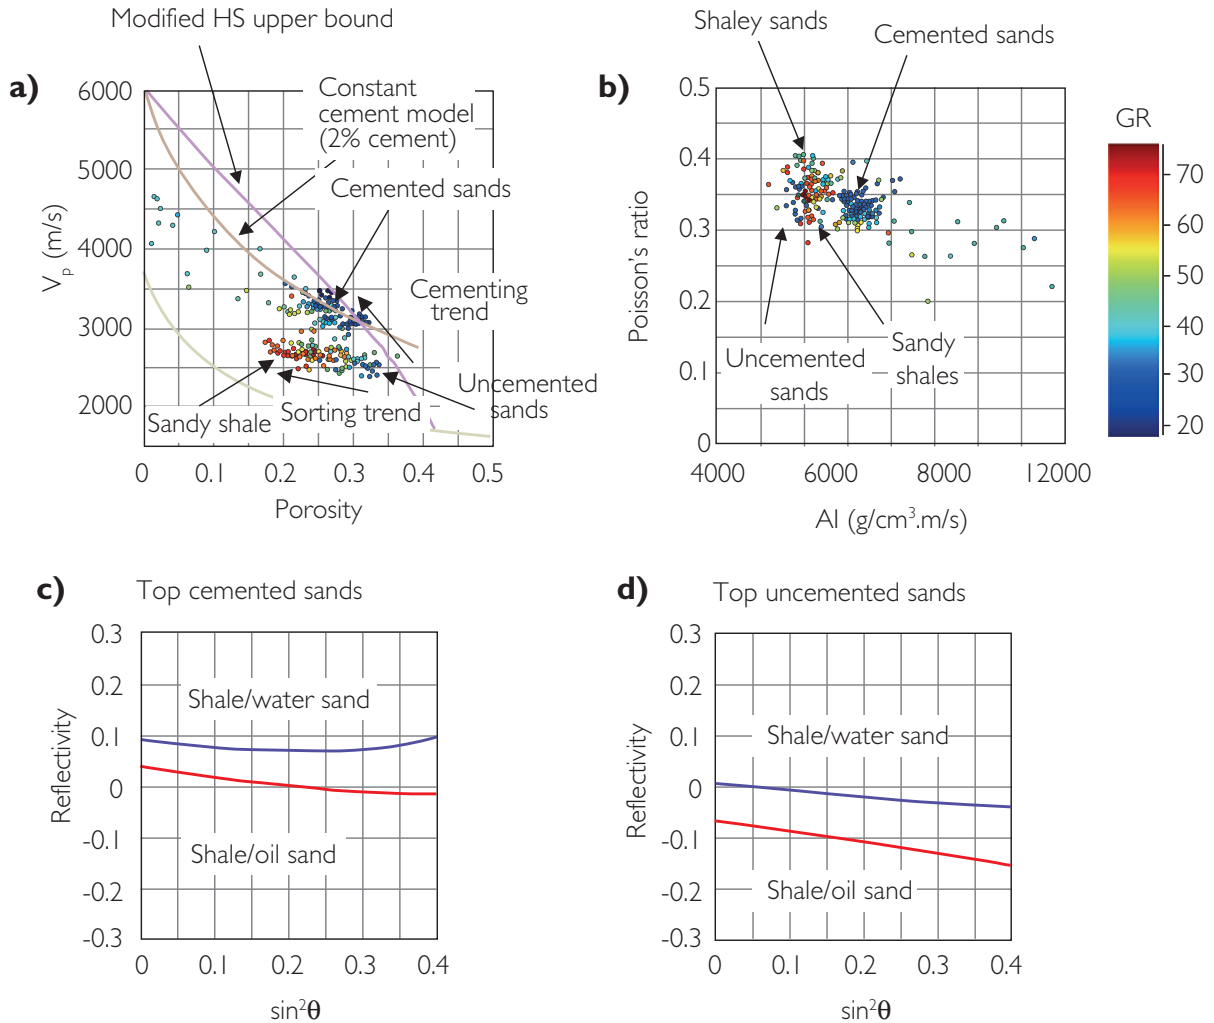 Modified HS upper bound
a)
6000
5000
4000
3000
2000
V_p (m/s)
Constant
cement model
(2% cement)
Cemented sands
Cementing
trend
Uncemented
sands
Sandy shale
Sorting trend
0
0.1
0.2
0.3
0.4
0.5
Porosity
b)
Shaley sands
Cemented sands
0.5
0.4
0.3
0.2
0.1
0
Poisson's ratio
Uncemented
sands
Sandy
shales
4000
6000
8000
12000
AI (g/cm³.m/s)
GR
70
60
50
40
30
20
c)
Top cemented sands
0.3
0.2
0.1
0
-0.1
-0.2
-0.3
Reflectivity
Shale/water sand
Shale/oil sand
0
0.1
0.2
0.3
0.4
sin²θ
d)
Top uncemented sands
0.3
0.2
0.1
0
-0.1
-0.2
-0.3
Reflectivity
Shale/water sand
Shale/oil sand
0
0.1
0.2
0.3
0.4
sin²θ